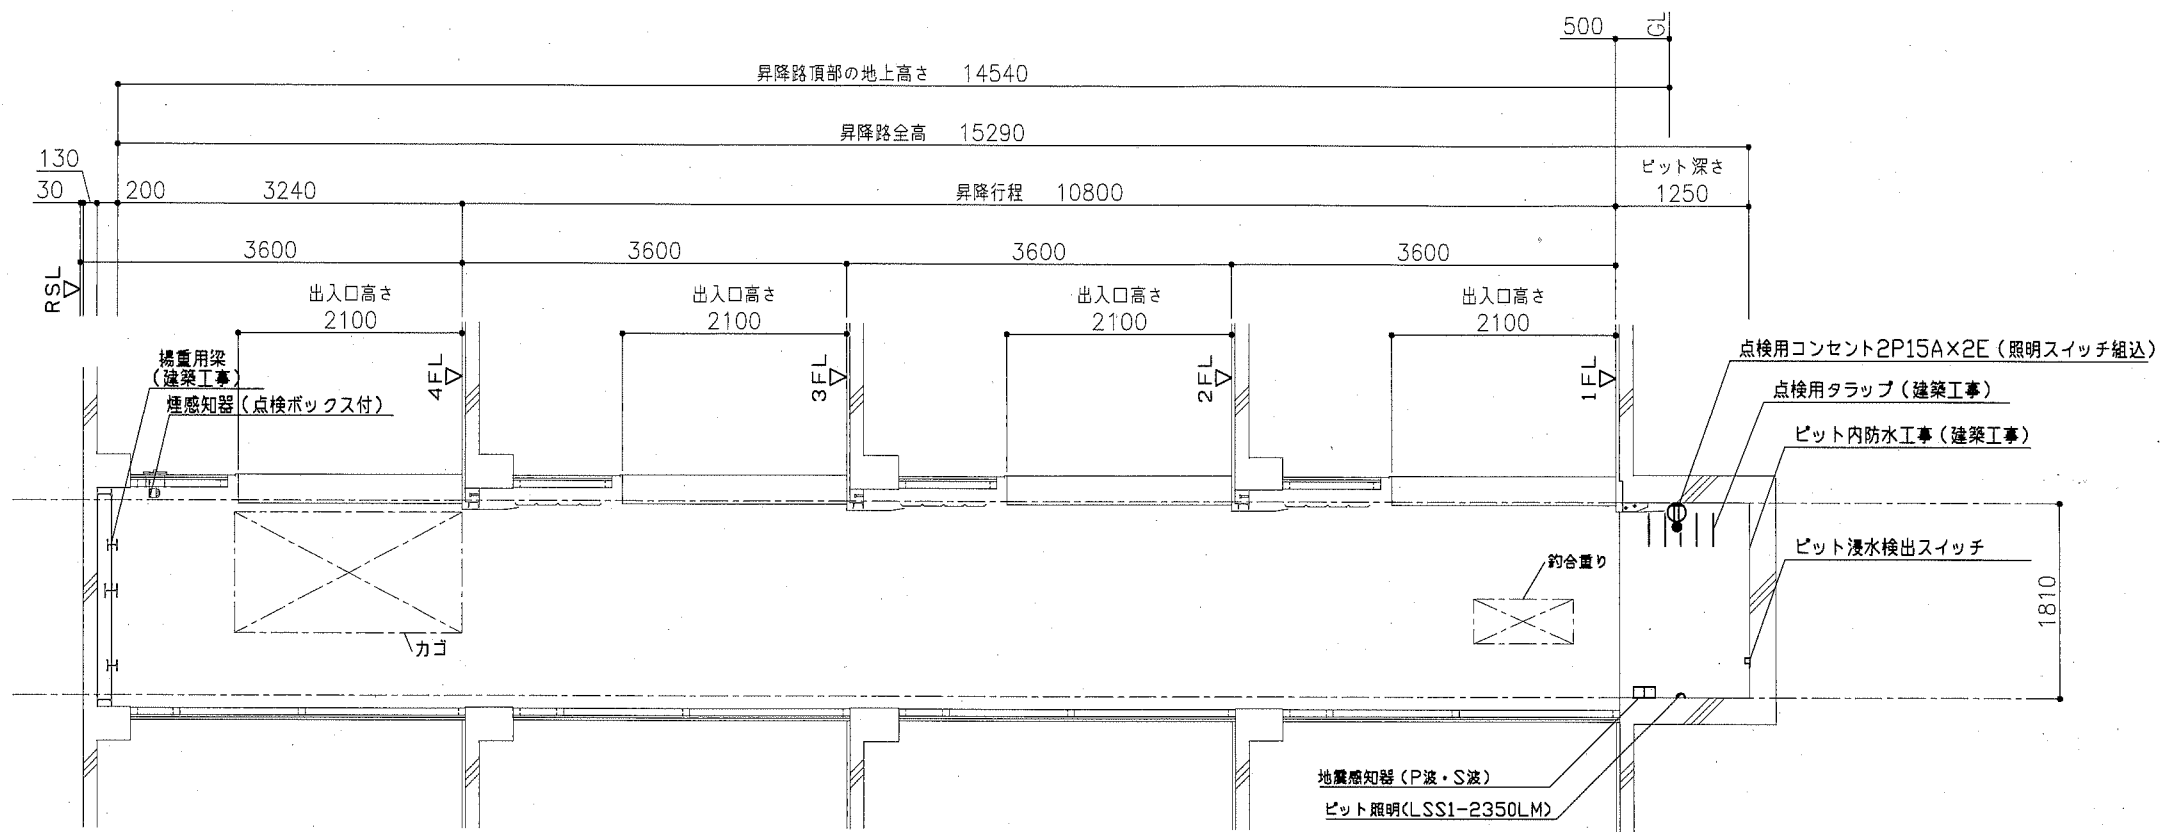 500
GL
昇降路頂部の地上高さ 14540
昇降路全高 15290
130
ピット深さ
30 200 3240 昇降行程 10800 1250
3600 3600 3600 3600
RSL
出入口高さ 出入口高さ 出入口高さ 出入口高さ
2100 2100 2100 2100
4FL 3FL 2FL 1FL
揚重用梁
(建築工事)
煙感知器(点検ボックス付)
点検用コンセント2P15A×2E(照明スイッチ組込)
点検用タラップ(建築工事)
ピット内防水工事(建築工事)
ピット浸水検出スイッチ
釣合重り
カゴ
1810
地震感知器(P波・S波)
ピット照明(LSS1-2350LM)